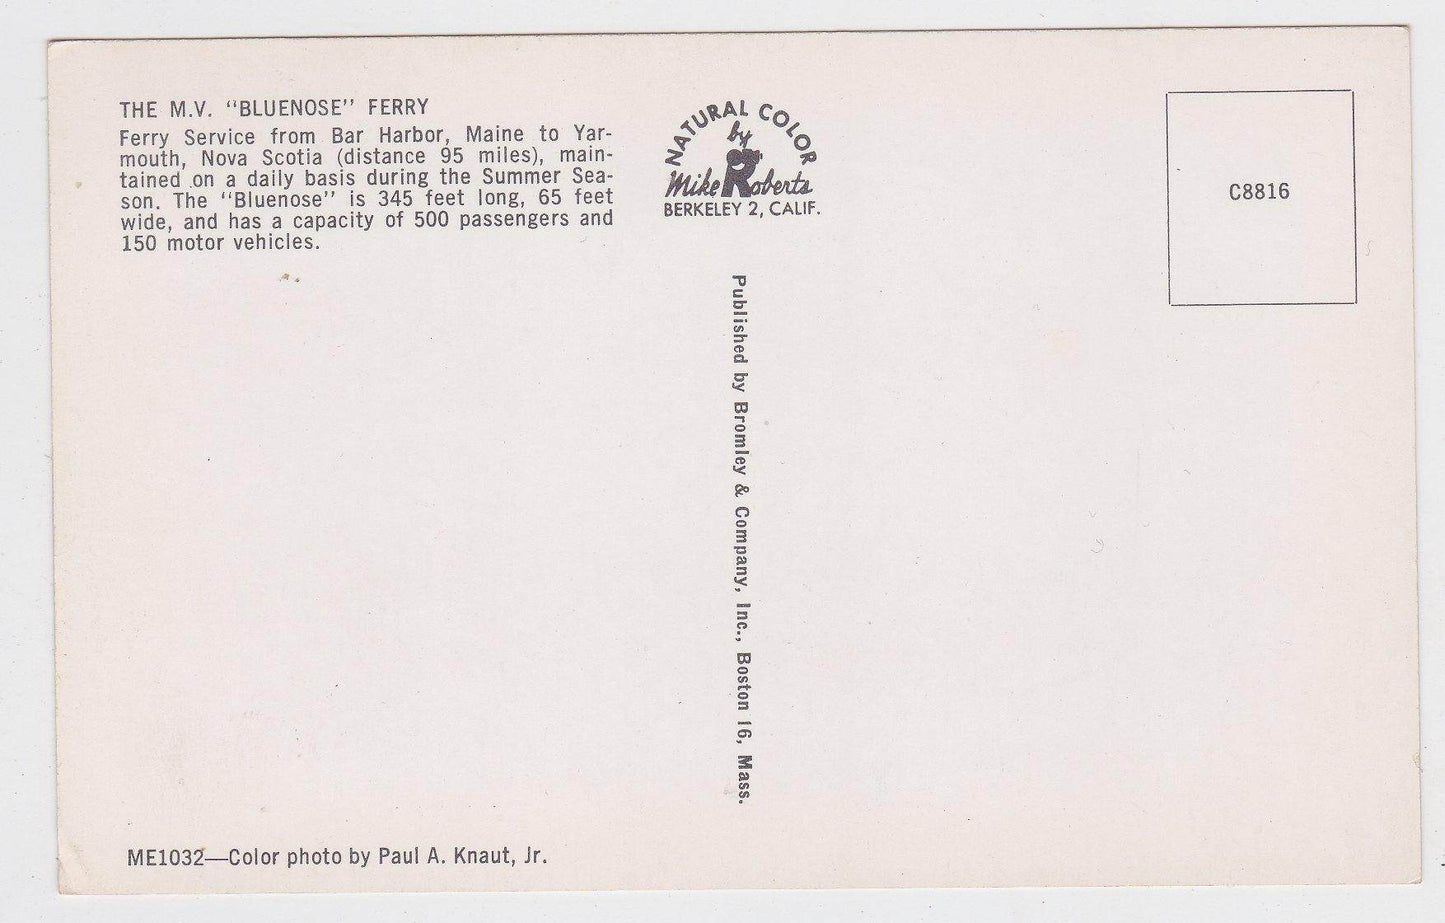 THE M.V. “BLUENOSE” FERRY
Ferry Service from Bar Harbor, Maine to Yar-
mouth, Nova Scotia (distance 95 miles), main-
tained on a daily basis during the Summer Sea-
son. The “Bluenose” is 345 feet long, 65 feet
wide, and has a capacity of 500 passengers and
150 motor vehicles.
NATURAL COLOR
by
Mike Roberts
BERKELEY 2, CALIF.
C8816
Published by Bromley & Company, Inc., Boston 16, Mass.
ME1032—Color photo by Paul A. Knaut, Jr.